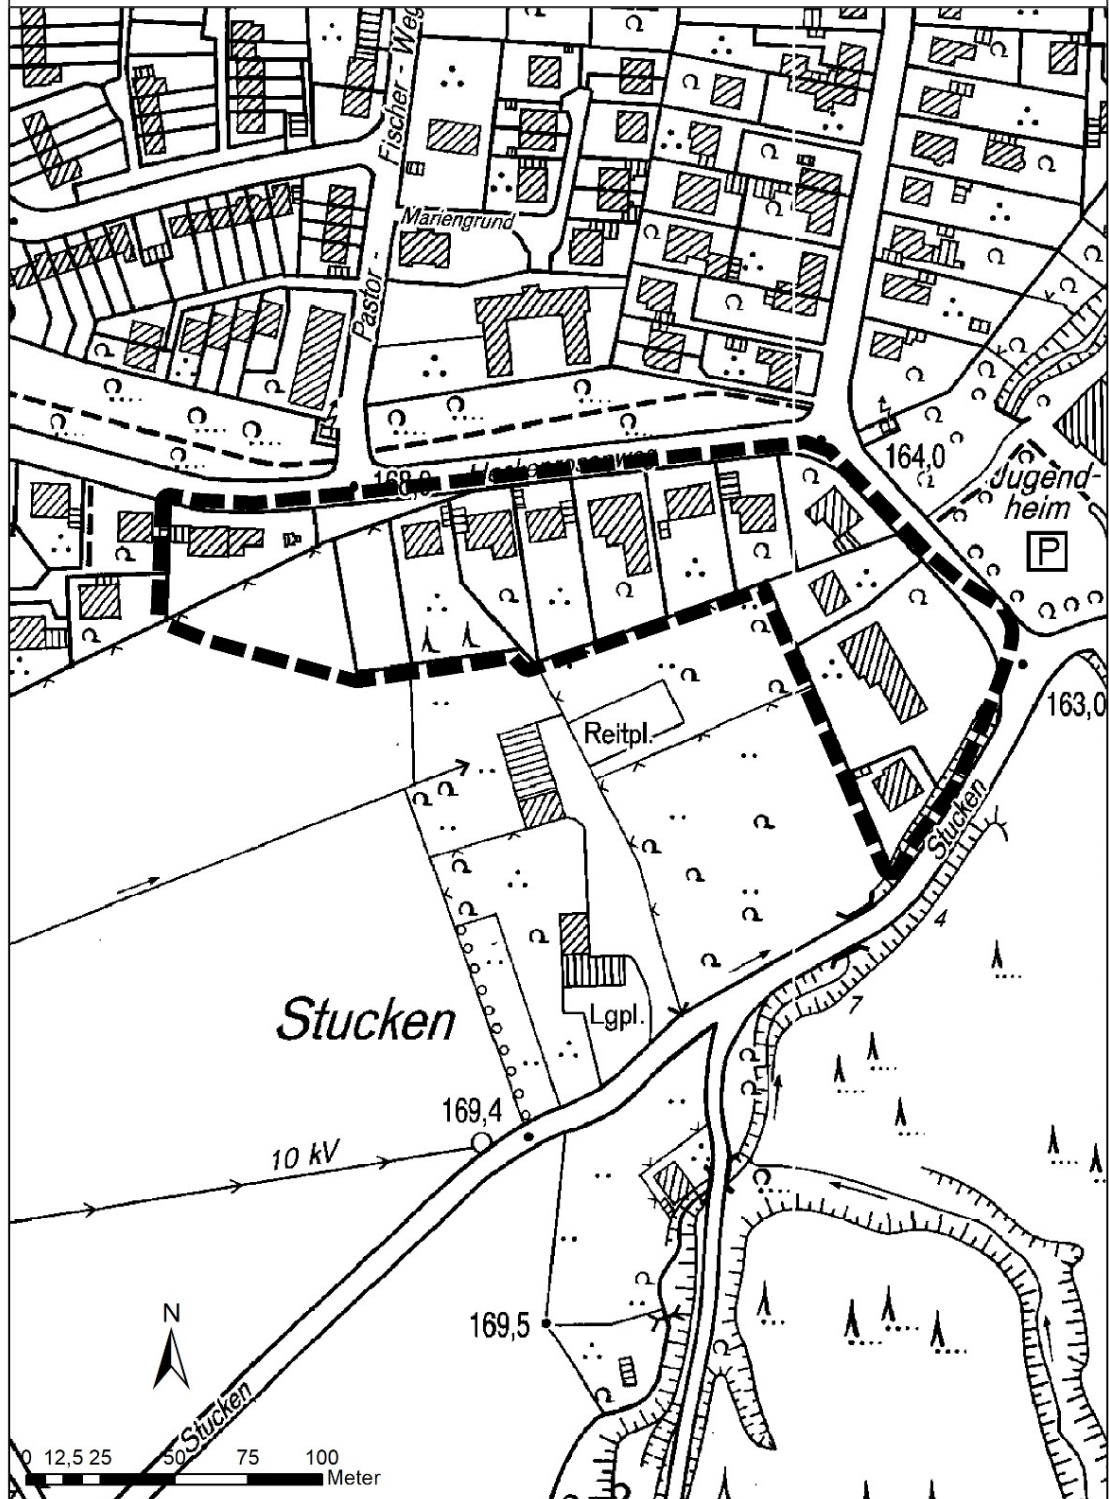 Pastor - Fischer - Weg
Mariengrund
168,0
Heckenrosenweg
164,0
Jugend-
heim
P
163,0
Reitpl.
Stucken
4
7
Stucken
Lgpl.
169,4
10 kV
169,5
N
Stucken
0 12,5 25 50 75 100
Meter